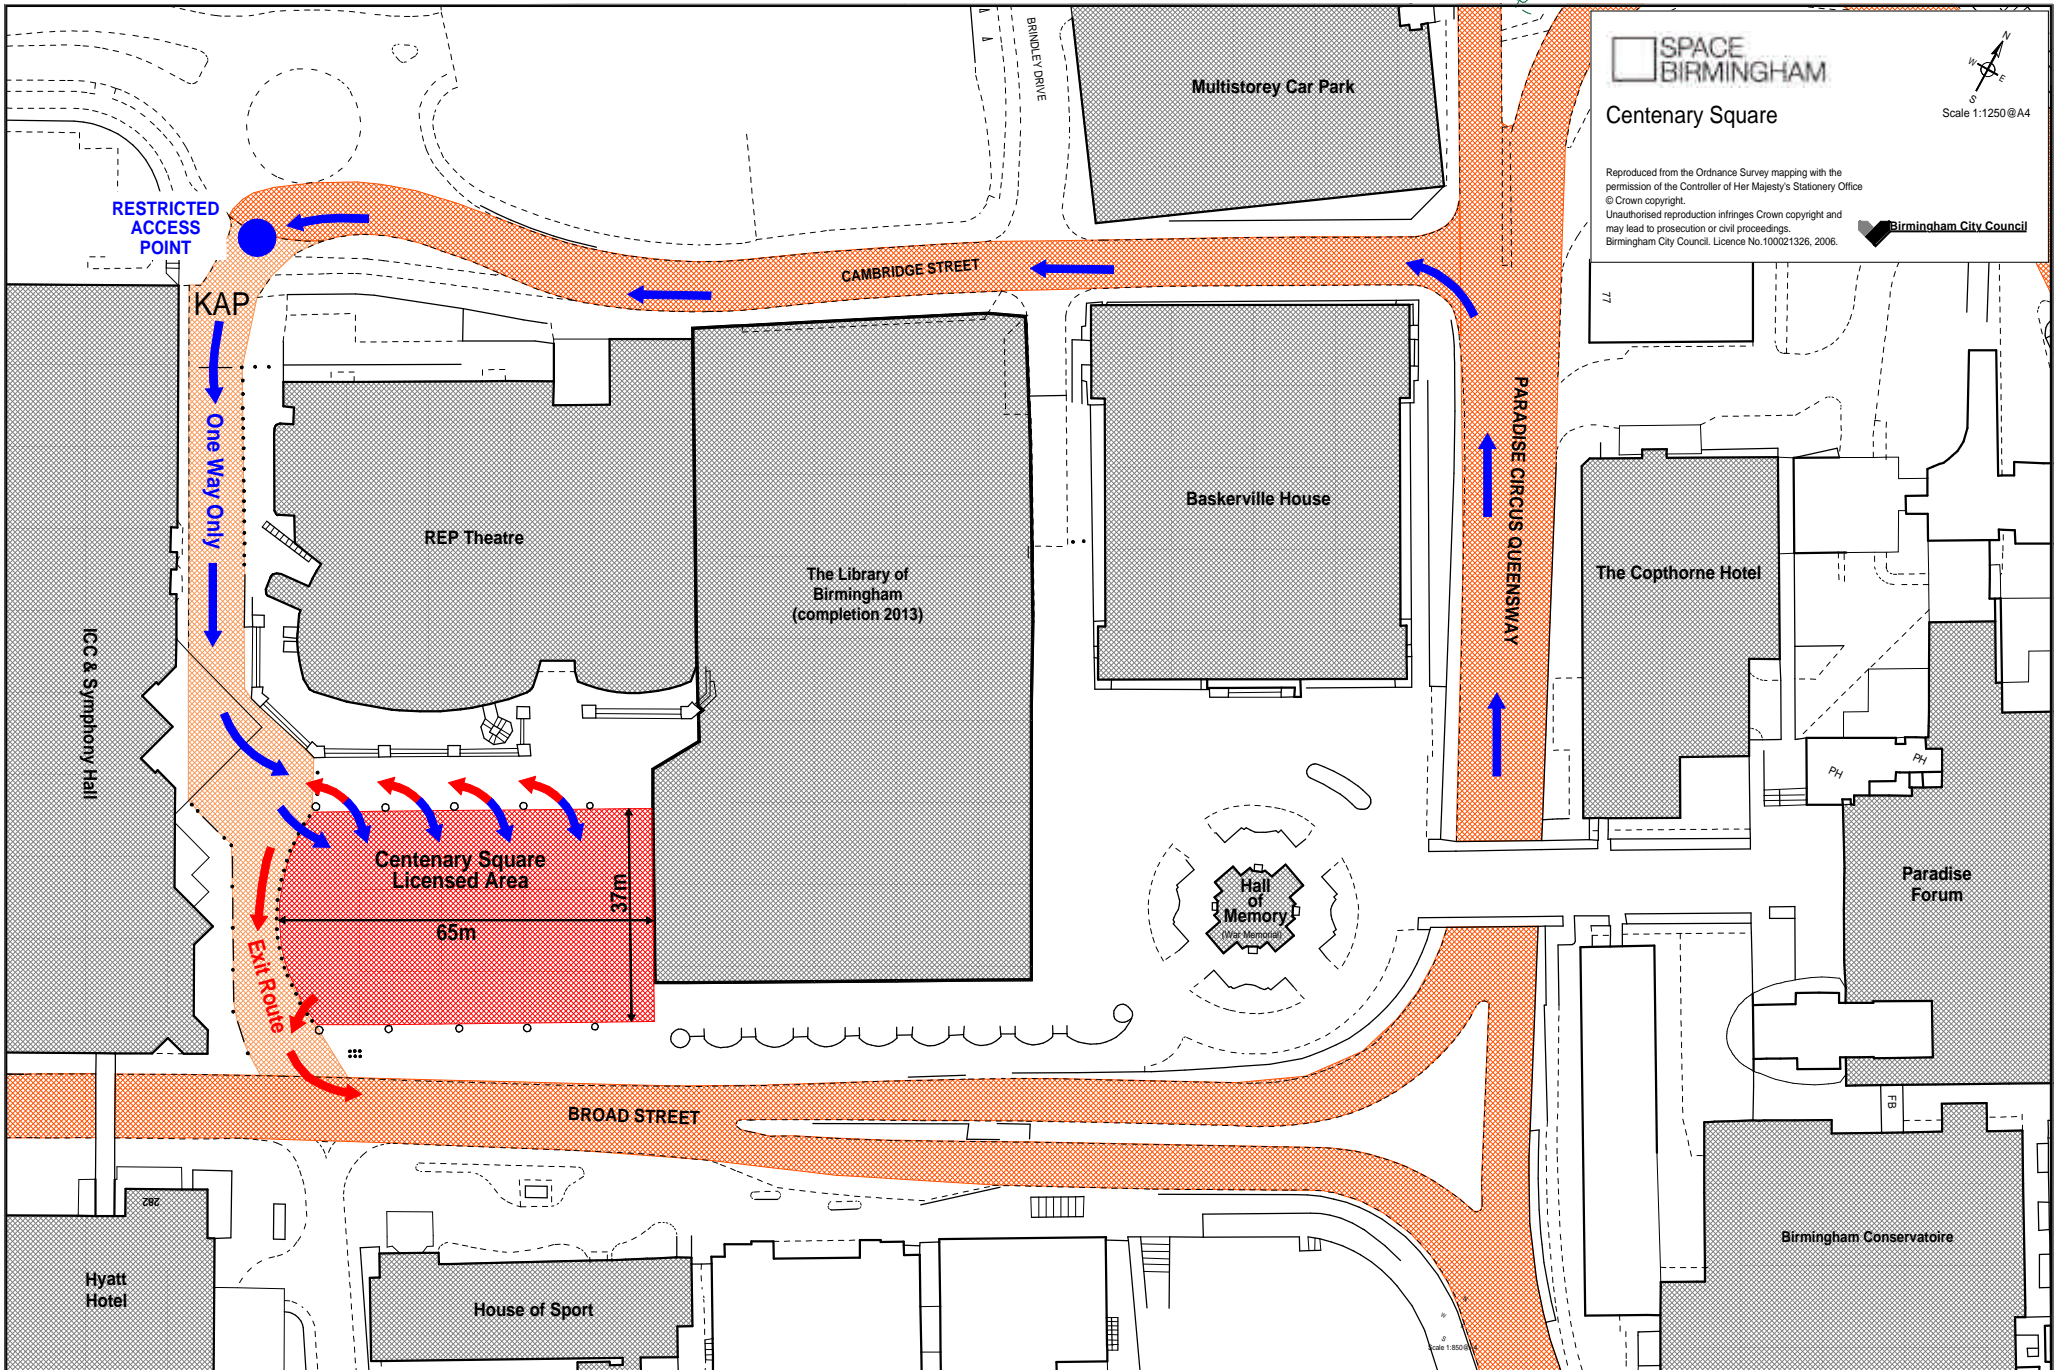 SPACE
BIRMINGHAM
Centenary Square
N
W
E
S
Scale 1:1250@A4
Reproduced from the Ordnance Survey mapping with the
permission of the Controller of Her Majesty's Stationery Office
© Crown copyright.
Unauthorised reproduction infringes Crown copyright and
may lead to prosecution or civil proceedings.
Birmingham City Council. Licence No.100021326, 2006.
Birmingham City Council
BRINDLEY DRIVE
Multistorey Car Park
RESTRICTED
ACCESS
POINT
KAP
CAMBRIDGE STREET
77
One Way Only
PARADISE CIRCUS QUEENSWAY
REP Theatre
Baskerville House
The Library of
Birmingham
(completion 2013)
The Copthorne Hotel
ICC & Symphony Hall
PH
PH
Centenary Square
Licensed Area
37m
65m
Exit Route
Hall
of
Memory
(War Memorial)
Paradise
Forum
BROAD STREET
FB
282
Hyatt
Hotel
House of Sport
Birmingham Conservatoire